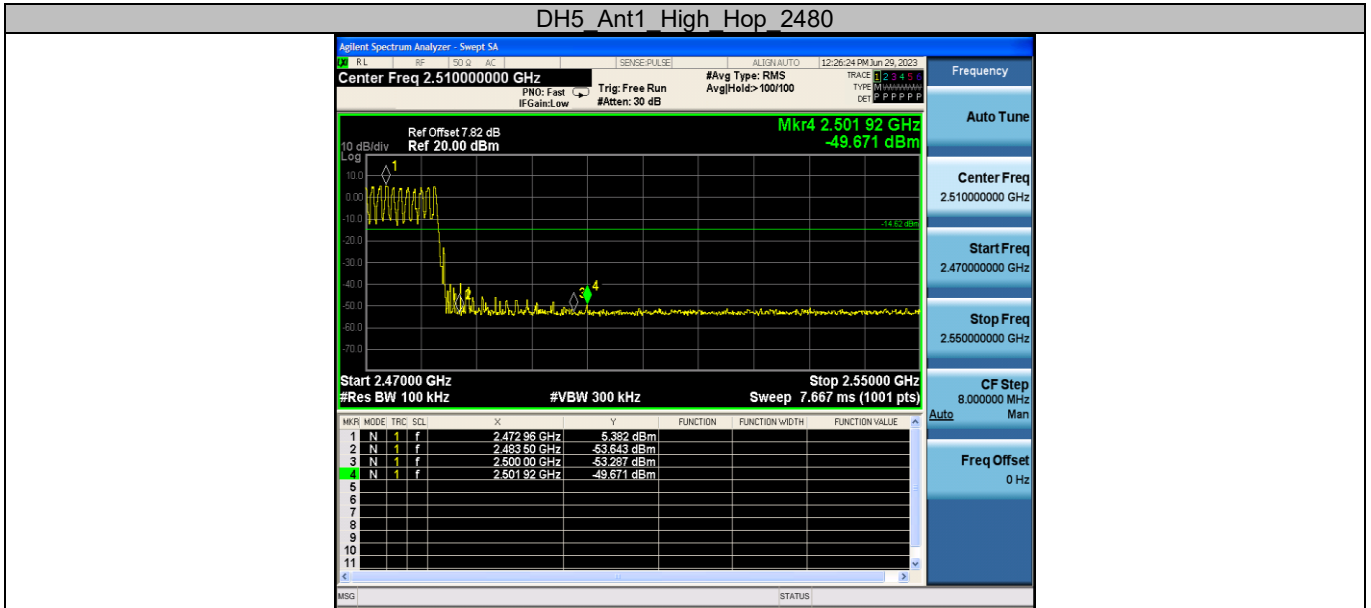 DH5_Ant1_High_Hop_2480
Agilent Spectrum Analyzer - Swept SA
RL RF 50 Ω AC SENSE:PULSE ALIGN AUTO 12:26:24 PM Jun 29, 2023
Center Freq 2.510000000 GHz
PNO: Fast
IFGain:Low
Trig: Free Run
#Atten: 30 dB
#Avg Type: RMS
Avg|Hold:>100/100
TRACE 1 2 3 4 5 6
TYPE M
DET P P P P P P
Mkr4 2.501 92 GHz
-49.671 dBm
Ref Offset 7.82 dB
10 dB/div Ref 20.00 dBm
Log
10.0
0.00
-10.0
-20.0
-30.0
-40.0
-50.0
-60.0
-70.0
1
2
3
4
-14.62 dBm
Start 2.47000 GHz Stop 2.55000 GHz
#Res BW 100 kHz #VBW 300 kHz Sweep 7.667 ms (1001 pts)
MKR MODE TRC SCL X Y FUNCTION FUNCTION WIDTH FUNCTION VALUE
1 N 1 f 2.472 96 GHz 5.382 dBm
2 N 1 f 2.483 50 GHz -53.643 dBm
3 N 1 f 2.500 00 GHz -53.287 dBm
4 N 1 f 2.501 92 GHz -49.671 dBm
5
6
7
8
9
10
11
MSG STATUS
Frequency
Auto Tune
Center Freq
2.510000000 GHz
Start Freq
2.470000000 GHz
Stop Freq
2.550000000 GHz
CF Step
8.000000 MHz
Auto Man
Freq Offset
0 Hz